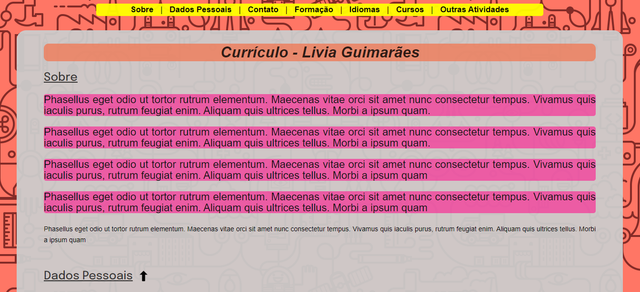 Sobre | Dados Pessoais | Contato | Formação | Idiomas | Cursos | Outras Atividades
Currículo - Livia Guimarães
Sobre
Phasellus eget odio ut tortor rutrum elementum. Maecenas vitae orci sit amet nunc consectetur tempus. Vivamus quis
iaculis purus, rutrum feugiat enim. Aliquam quis ultrices tellus. Morbi a ipsum quam.
Phasellus eget odio ut tortor rutrum elementum. Maecenas vitae orci sit amet nunc consectetur tempus. Vivamus quis
iaculis purus, rutrum feugiat enim. Aliquam quis ultrices tellus. Morbi a ipsum quam.
Phasellus eget odio ut tortor rutrum elementum. Maecenas vitae orci sit amet nunc consectetur tempus. Vivamus quis
iaculis purus, rutrum feugiat enim. Aliquam quis ultrices tellus. Morbi a ipsum quam
Phasellus eget odio ut tortor rutrum elementum. Maecenas vitae orci sit amet nunc consectetur tempus. Vivamus quis
iaculis purus, rutrum feugiat enim. Aliquam quis ultrices tellus. Morbi a ipsum quam
Phasellus eget odio ut tortor rutrum elementum. Maecenas vitae orci sit amet nunc consectetur tempus. Vivamus quis iaculis purus, rutrum feugiat enim. Aliquam quis ultrices tellus. Morbi
a ipsum quam
Dados Pessoais ⬆